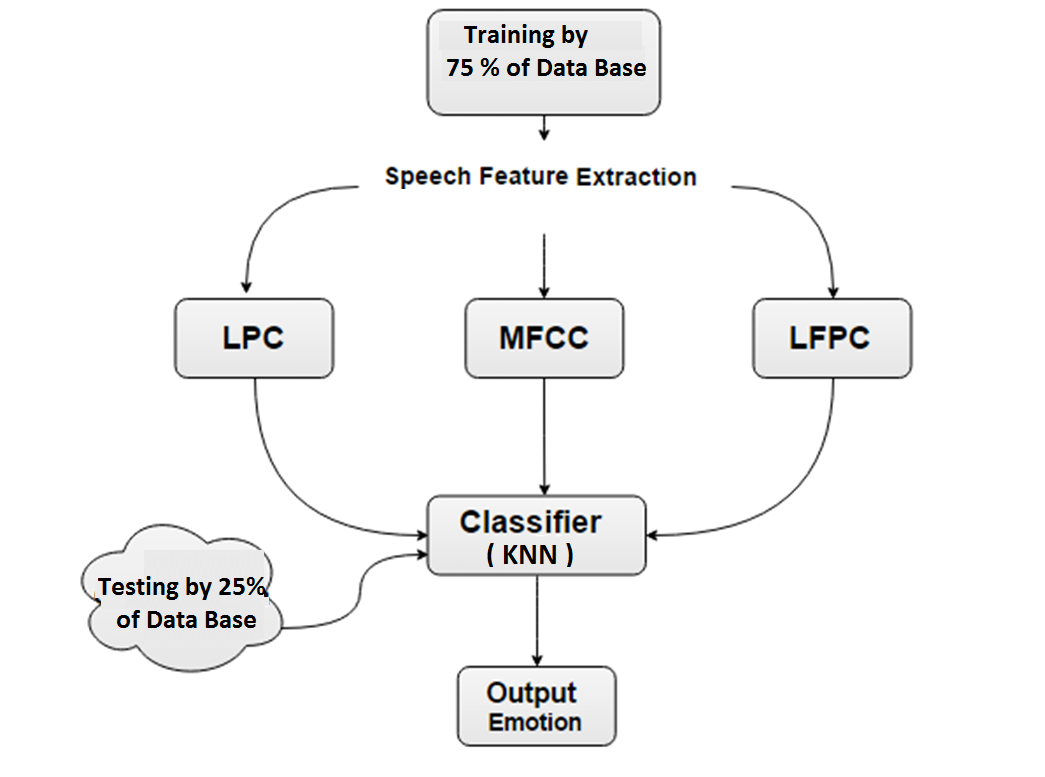 Training by
75 % of Data Base
Speech Feature Extraction
LPC
MFCC
LFPC
Classifier
( KNN )
Testing by 25%
of Data Base
Output
Emotion